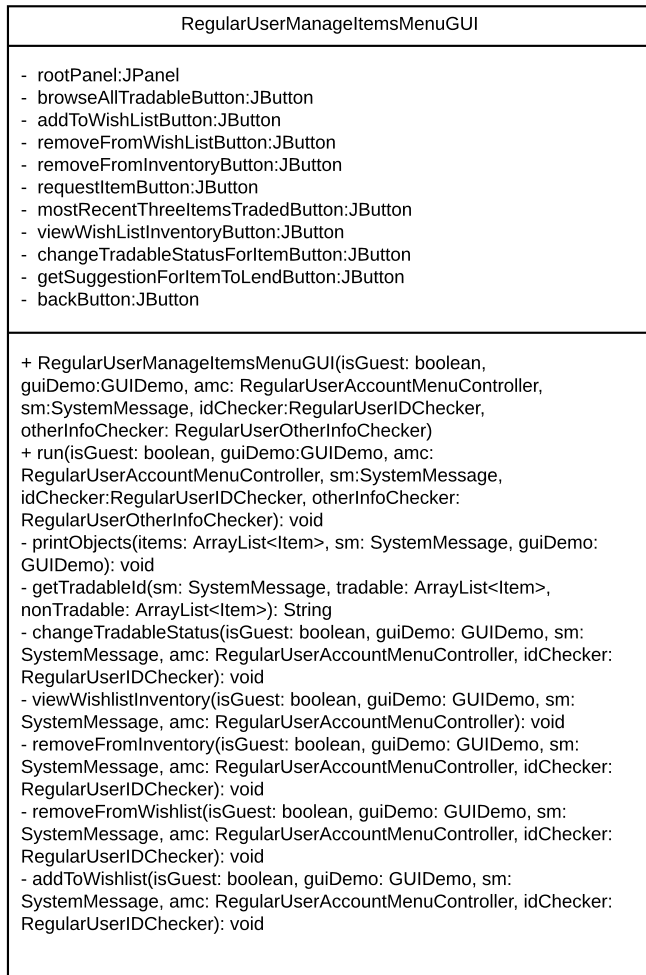 RegularUserManageItemsMenuGUI
- rootPanel:JPanel
- browseAllTradableButton:JButton
- addToWishListButton:JButton
- removeFromWishListButton:JButton
- removeFromInventoryButton:JButton
- requestItemButton:JButton
- mostRecentThreeItemsTradedButton:JButton
- viewWishListInventoryButton:JButton
- changeTradableStatusForItemButton:JButton
- getSuggestionForItemToLendButton:JButton
- backButton:JButton
+ RegularUserManageItemsMenuGUI(isGuest: boolean,
guiDemo:GUIDemo, amc: RegularUserAccountMenuController,
sm:SystemMessage, idChecker:RegularUserIDChecker,
otherInfoChecker: RegularUserOtherInfoChecker)
+ run(isGuest: boolean, guiDemo:GUIDemo, amc:
RegularUserAccountMenuController, sm:SystemMessage,
idChecker:RegularUserIDChecker, otherInfoChecker:
RegularUserOtherInfoChecker): void
- printObjects(items: ArrayList<Item>, sm: SystemMessage, guiDemo:
GUIDemo): void
- getTradableId(sm: SystemMessage, tradable: ArrayList<Item>,
nonTradable: ArrayList<Item>): String
- changeTradableStatus(isGuest: boolean, guiDemo: GUIDemo, sm:
SystemMessage, amc: RegularUserAccountMenuController, idChecker:
RegularUserIDChecker): void
- viewWishlistInventory(isGuest: boolean, guiDemo: GUIDemo, sm:
SystemMessage, amc: RegularUserAccountMenuController): void
- removeFromInventory(isGuest: boolean, guiDemo: GUIDemo, sm:
SystemMessage, amc: RegularUserAccountMenuController, idChecker:
RegularUserIDChecker): void
- removeFromWishlist(isGuest: boolean, guiDemo: GUIDemo, sm:
SystemMessage, amc: RegularUserAccountMenuController, idChecker:
RegularUserIDChecker): void
- addToWishlist(isGuest: boolean, guiDemo: GUIDemo, sm:
SystemMessage, amc: RegularUserAccountMenuController, idChecker:
RegularUserIDChecker): void